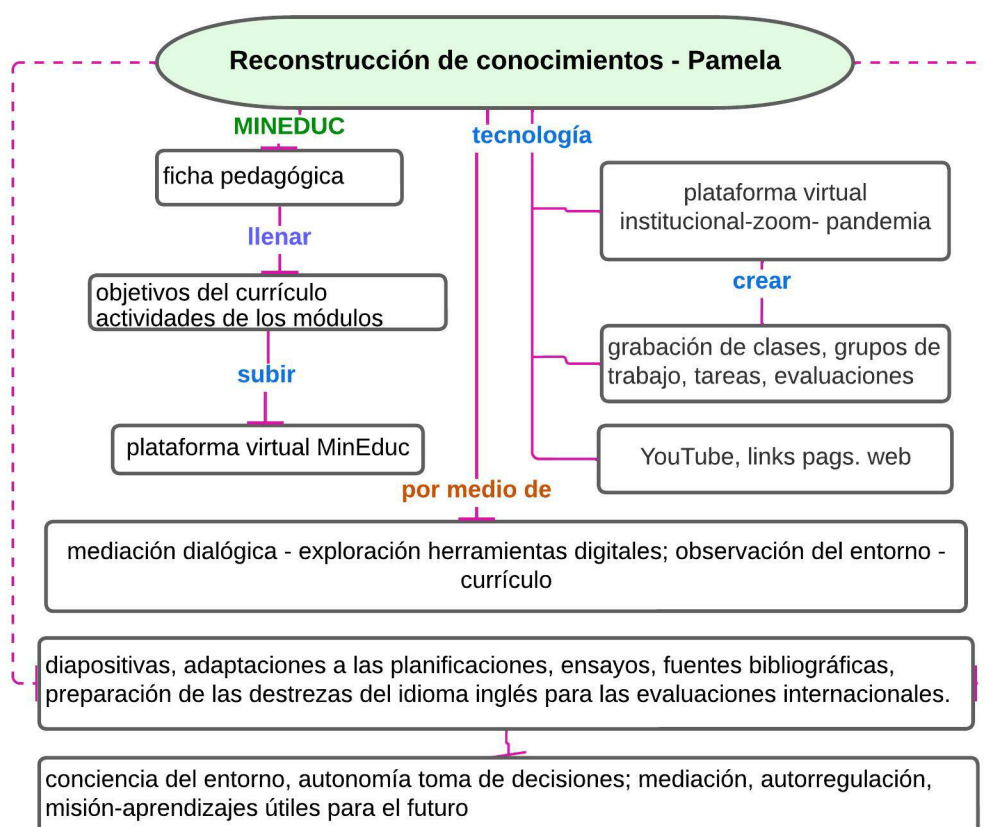 Reconstrucción de conocimientos - Pamela
MINEDUC
ficha pedagógica
llenar
objetivos del currículo
actividades de los módulos
subir
plataforma virtual MinEduc
tecnología
plataforma virtual
institucional-zoom- pandemia
crear
grabación de clases, grupos de
trabajo, tareas, evaluaciones
YouTube, links pags. web
por medio de
mediación dialógica - exploración herramientas digitales; observación del entorno -
currículo
diapositivas, adaptaciones a las planificaciones, ensayos, fuentes bibliográficas,
preparación de las destrezas del idioma inglés para las evaluaciones internacionales.
conciencia del entorno, autonomía toma de decisiones; mediación, autorregulación,
misión-aprendizajes útiles para el futuro